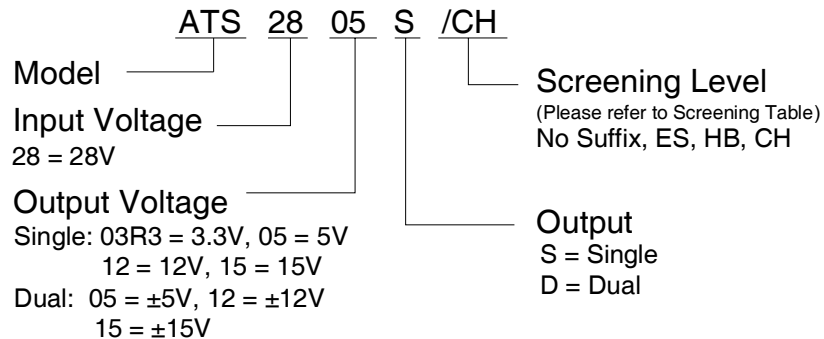 ATS 28 05 S /CH
Model
Input Voltage
28 = 28V
Output Voltage
Single: 03R3 = 3.3V, 05 = 5V
12 = 12V, 15 = 15V
Dual: 05 = ±5V, 12 = ±12V
15 = ±15V
Screening Level
(Please refer to Screening Table)
No Suffix, ES, HB, CH
Output
S = Single
D = Dual